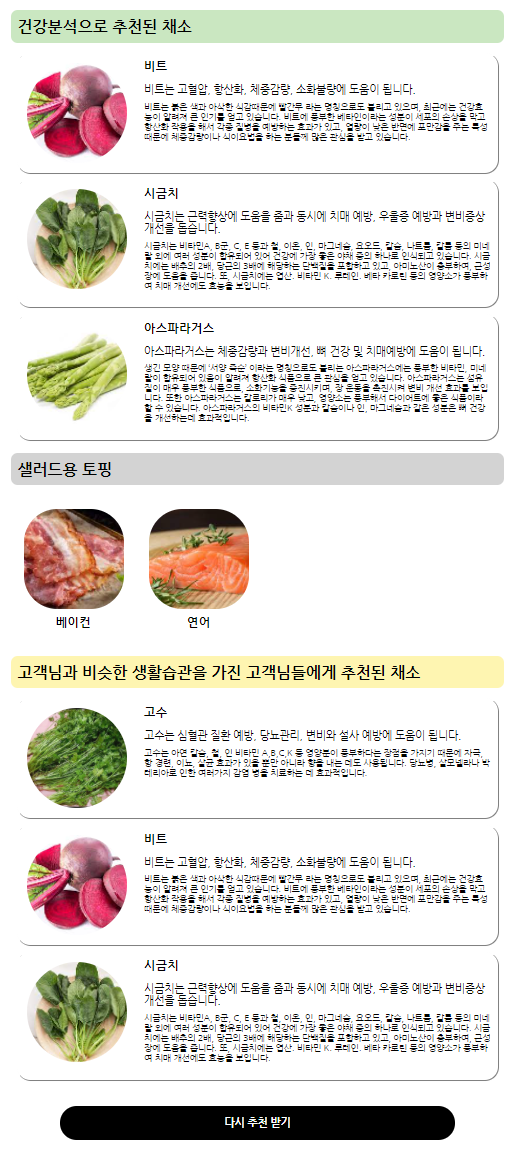 건강분석으로 추천된 채소
비트
비트는 고혈압, 항산화, 체중감량, 소화불량에 도움이 됩니다.
비트는 붉은 색과 아삭한 식감때문에 빨간무 라는 명칭으로도 불리고 있으며, 최근에는 건강효
능이 알려져 큰 인기를 얻고 있습니다. 비트에 풍부한 베타인이라는 성분이 세포의 손상을 막고
항산화 작용을 해서 각종 질병을 예방하는 효과가 있고, 열량이 낮은 반면에 포만감을 주는 특성
때문에 체중감량이나 식이요법을 하는 분들께 많은 관심을 받고 있습니다.
시금치
시금치는 근력향상에 도움을 줌과 동시에 치매 예방, 우울증 예방과 변비증상
개선을 돕습니다.
시금치는 비타민A, B군, C, E 등과 철, 이온, 인, 마그네슘, 요오드, 칼슘, 나트륨, 칼륨 등의 미네
랄 외에 여러 성분이 함유되어 있어 건강에 가장 좋은 야채 중의 하나로 인식되고 있습니다. 시금
치에는 배추의 2배, 당근의 3배에 해당하는 단백질을 포함하고 있고, 아미노산이 충부하여, 근성
장에 도움을 줍니다. 또, 시금치에는 엽산. 비타민 K. 루테인. 베타 카로틴 등의 영양소가 풍부하
여 치매 개선에도 효능을 보입니다.
아스파라거스
아스파라거스는 체중감량과 변비개선, 뼈 건강 및 치매예방에 도움이 됩니다.
생긴 모양 때문에 '서양 죽순' 이라는 명칭으로도 불리는 아스파라거스에는 풍부한 비타민, 미네
랄이 함유되어 있음이 알려져 항산화 식품으로 큰 관심을 얻고 있습니다. 아스파라거스는 섬유
질이 매우 풍부한 식품으로, 소화기능을 증진시키며, 장 운동을 촉진시켜 변비 개선 효과를 보입
니다. 또한 아스파라거스는 칼로리가 매우 낮고, 영양소는 풍부해서 다이어트에 좋은 식품이라
할 수 있습니다. 아스파라거스의 비타민K 성분과 칼슘이나 인, 마그네슘과 같은 성분은 뼈 건강
을 개선하는데 효과적입니다.
샐러드용 토핑
베이컨
연어
고객님과 비슷한 생활습관을 가진 고객님들에게 추천된 채소
고수
고수는 심혈관 질환 예방, 당뇨관리, 변비와 설사 예방에 도움이 됩니다.
고수는 아연 칼슘, 철, 인 비타민 A,B,C,K 등 영양분이 풍부하다는 장점을 가지기 때문에 자극,
항 경련, 이뇨, 살균 효과가 있을 뿐만 아니라 향을 내는 데도 사용됩니다. 당뇨병, 살모넬라나 박
테리아로 인한 여러가지 감염 병을 치료하는 데 효과적입니다.
비트
비트는 고혈압, 항산화, 체중감량, 소화불량에 도움이 됩니다.
비트는 붉은 색과 아삭한 식감때문에 빨간무 라는 명칭으로도 불리고 있으며, 최근에는 건강효
능이 알려져 큰 인기를 얻고 있습니다. 비트에 풍부한 베타인이라는 성분이 세포의 손상을 막고
항산화 작용을 해서 각종 질병을 예방하는 효과가 있고, 열량이 낮은 반면에 포만감을 주는 특성
때문에 체중감량이나 식이요법을 하는 분들께 많은 관심을 받고 있습니다.
시금치
시금치는 근력향상에 도움을 줌과 동시에 치매 예방, 우울증 예방과 변비증상
개선을 돕습니다.
시금치는 비타민A, B군, C, E 등과 철, 이온, 인, 마그네슘, 요오드, 칼슘, 나트륨, 칼륨 등의 미네
랄 외에 여러 성분이 함유되어 있어 건강에 가장 좋은 야채 중의 하나로 인식되고 있습니다. 시금
치에는 배추의 2배, 당근의 3배에 해당하는 단백질을 포함하고 있고, 아미노산이 충부하여, 근성
장에 도움을 줍니다. 또, 시금치에는 엽산. 비타민 K. 루테인. 베타 카로틴 등의 영양소가 풍부하
여 치매 개선에도 효능을 보입니다.
다시 추천 받기